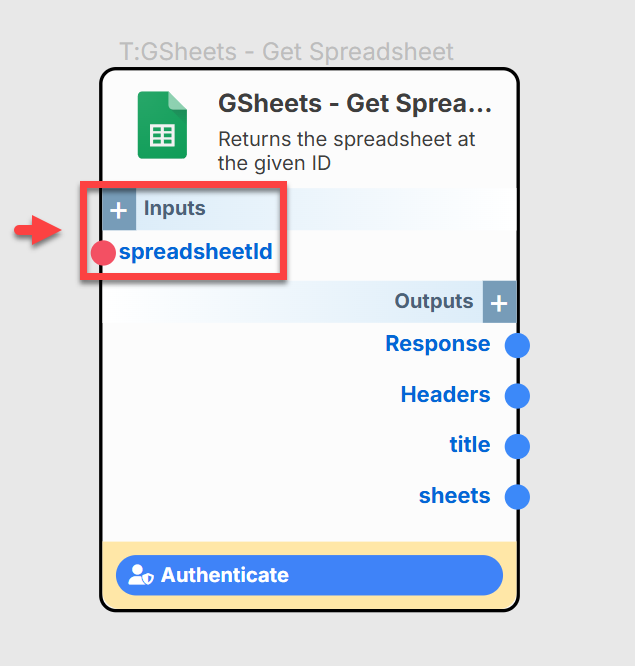 T:GSheets - Get Spreadsheet
GSheets - Get Sprea...
Returns the spreadsheet at
the given ID
+ Inputs
spreadsheetId
Outputs +
Response
Headers
title
sheets
Authenticate